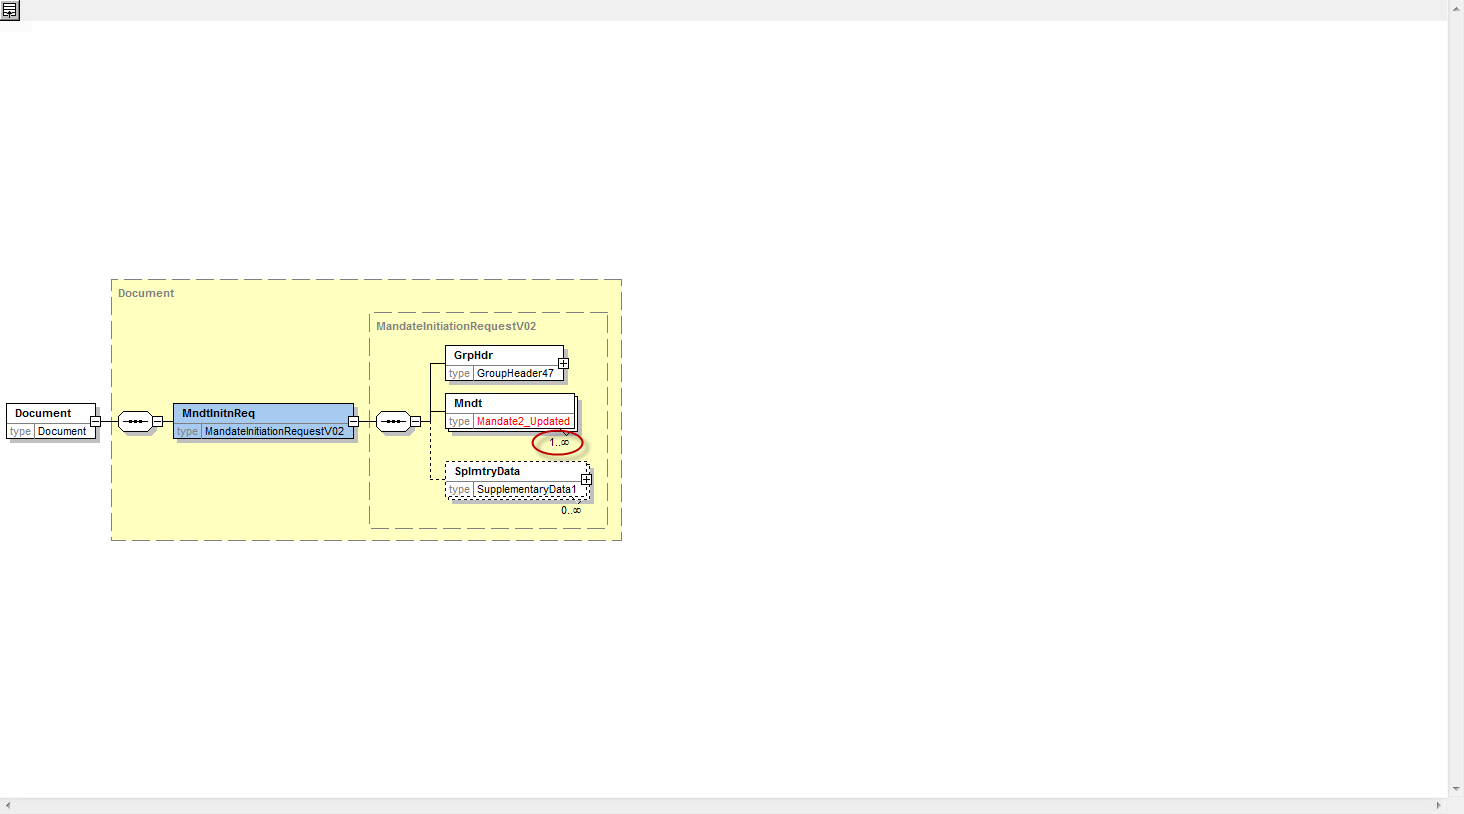 Document
MandateInitiationRequestV02
GrpHdr
type GroupHeader47
Mndt
type Mandate2_Updated
1..∞
Document
type Document
MndtInitnReq
type MandateInitiationRequestV02
SplmtryData
type SupplementaryData1
0..∞